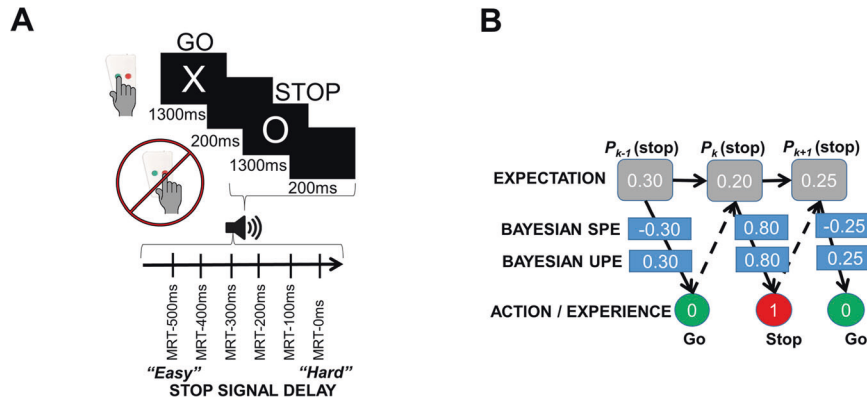 A
GO
X
1300ms
200ms
STOP
O
1300ms
200ms
MRT-500ms
MRT-400ms
MRT-300ms
MRT-200ms
MRT-100ms
MRT-0ms
“Easy”
“Hard”
STOP SIGNAL DELAY
B
Pk-1 (stop) Pk (stop) Pk+1 (stop)
EXPECTATION 0.30 0.20 0.25
BAYESIAN SPE -0.30 0.80 -0.25
BAYESIAN UPE 0.30 0.80 0.25
ACTION / EXPERIENCE 0 1 0
Go Stop Go